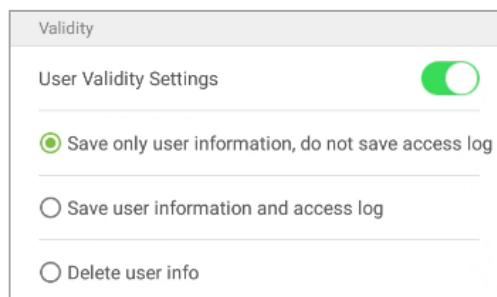 Validity
User Validity Settings
Save only user information, do not save access log
Save user information and access log
Delete user info